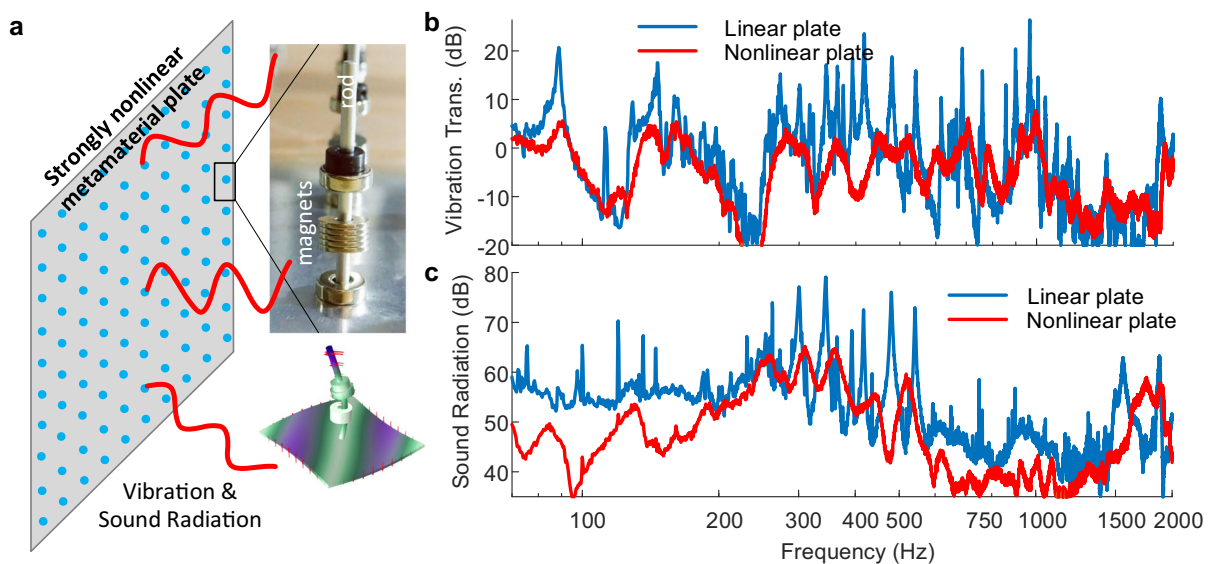 a
Strongly nonlinear
metamaterial plate
rod
magnets
Vibration &
Sound Radiation
b
Linear plate
Nonlinear plate
Vibration Trans. (dB)
20
10
0
-10
-20
c
Linear plate
Nonlinear plate
Sound Radiation (dB)
80
70
60
50
40
100
200
300
400
500
750
1000
1500
2000
Frequency (Hz)